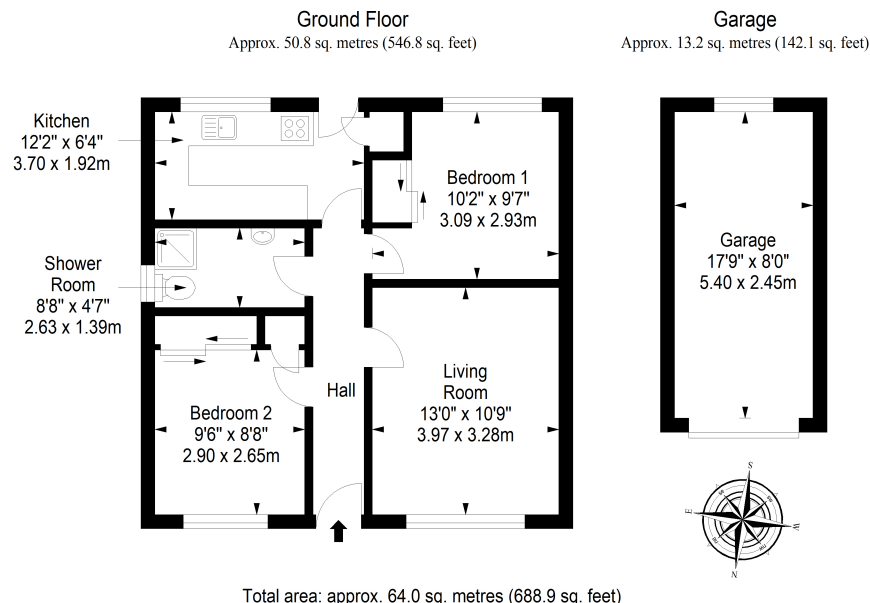 Ground Floor
Approx. 50.8 sq. metres (546.8 sq. feet)
Garage
Approx. 13.2 sq. metres (142.1 sq. feet)
Kitchen
12'2" x 6'4"
3.70 x 1.92m
Bedroom 1
10'2" x 9'7"
3.09 x 2.93m
Garage
17'9" x 8'0"
5.40 x 2.45m
Shower
Room
8'8" x 4'7"
2.63 x 1.39m
Hall
Living
Room
13'0" x 10'9"
3.97 x 3.28m
Bedroom 2
9'6" x 8'8"
2.90 x 2.65m
S
E
W
N
Total area: approx. 64.0 sq. metres (688.9 sq. feet)